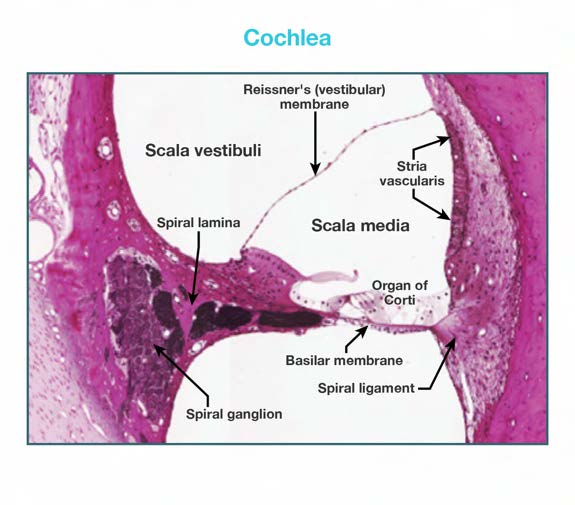 Cochlea
Reissner's (vestibular)
membrane
Scala vestibuli
Stria
vascularis
Spiral lamina
Scala media
Organ of
Corti
Basilar membrane
Spiral ligament
Spiral ganglion